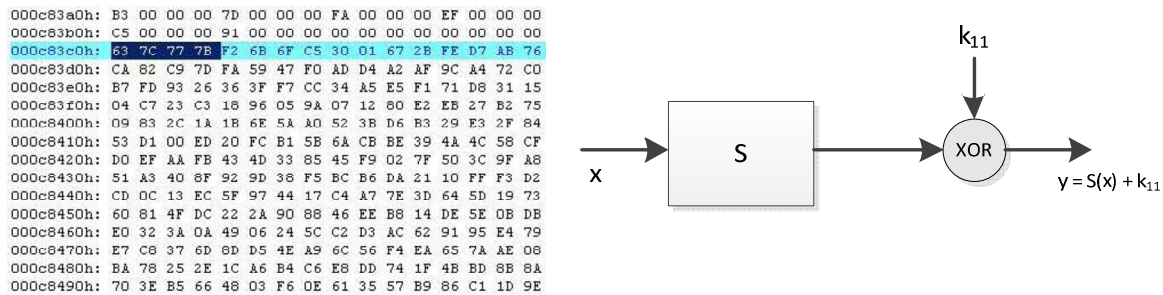 000c83a0h: B3 00 00 00 7D 00 00 00 FA 00 00 00 EF 00 00 00
000c83b0h: C5 00 00 00 91 00 00 00 00 00 00 00 00 00 00 00
000c83c0h: 63 7C 77 7B F2 6B 6F C5 30 01 67 2B FE D7 AB 76
000c83d0h: CA 82 C9 7D FA 59 47 F0 AD D4 A2 AF 9C A4 72 C0
000c83e0h: B7 FD 93 26 36 3F F7 CC 34 A5 E5 F1 71 D8 31 15
000c83f0h: 04 C7 23 C3 18 96 05 9A 07 12 80 E2 EB 27 B2 75
000c8400h: 09 83 2C 1A 1B 6E 5A A0 52 3B D6 B3 29 E3 2F 84
000c8410h: 53 D1 00 ED 20 FC B1 5B 6A CB BE 39 4A 4C 58 CF
000c8420h: D0 EF AA FB 43 4D 33 85 45 F9 02 7F 50 3C 9F A8
000c8430h: 51 A3 40 8F 92 9D 38 F5 BC B6 DA 21 10 FF F3 D2
000c8440h: CD 0C 13 EC 5F 97 44 17 C4 A7 7E 3D 64 5D 19 73
000c8450h: 60 81 4F DC 22 2A 90 88 46 EE B8 14 DE 5E 0B DB
000c8460h: E0 32 3A 0A 49 06 24 5C C2 D3 AC 62 91 95 E4 79
000c8470h: E7 C8 37 6D 8D D5 4E A9 6C 56 F4 EA 65 7A AE 08
000c8480h: BA 78 25 2E 1C A6 B4 C6 E8 DD 74 1F 4B BD 8B 8A
000c8490h: 70 3E B5 66 48 03 F6 0E 61 35 57 B9 86 C1 1D 9E
k11
S
XOR
x
y = S(x) + k11